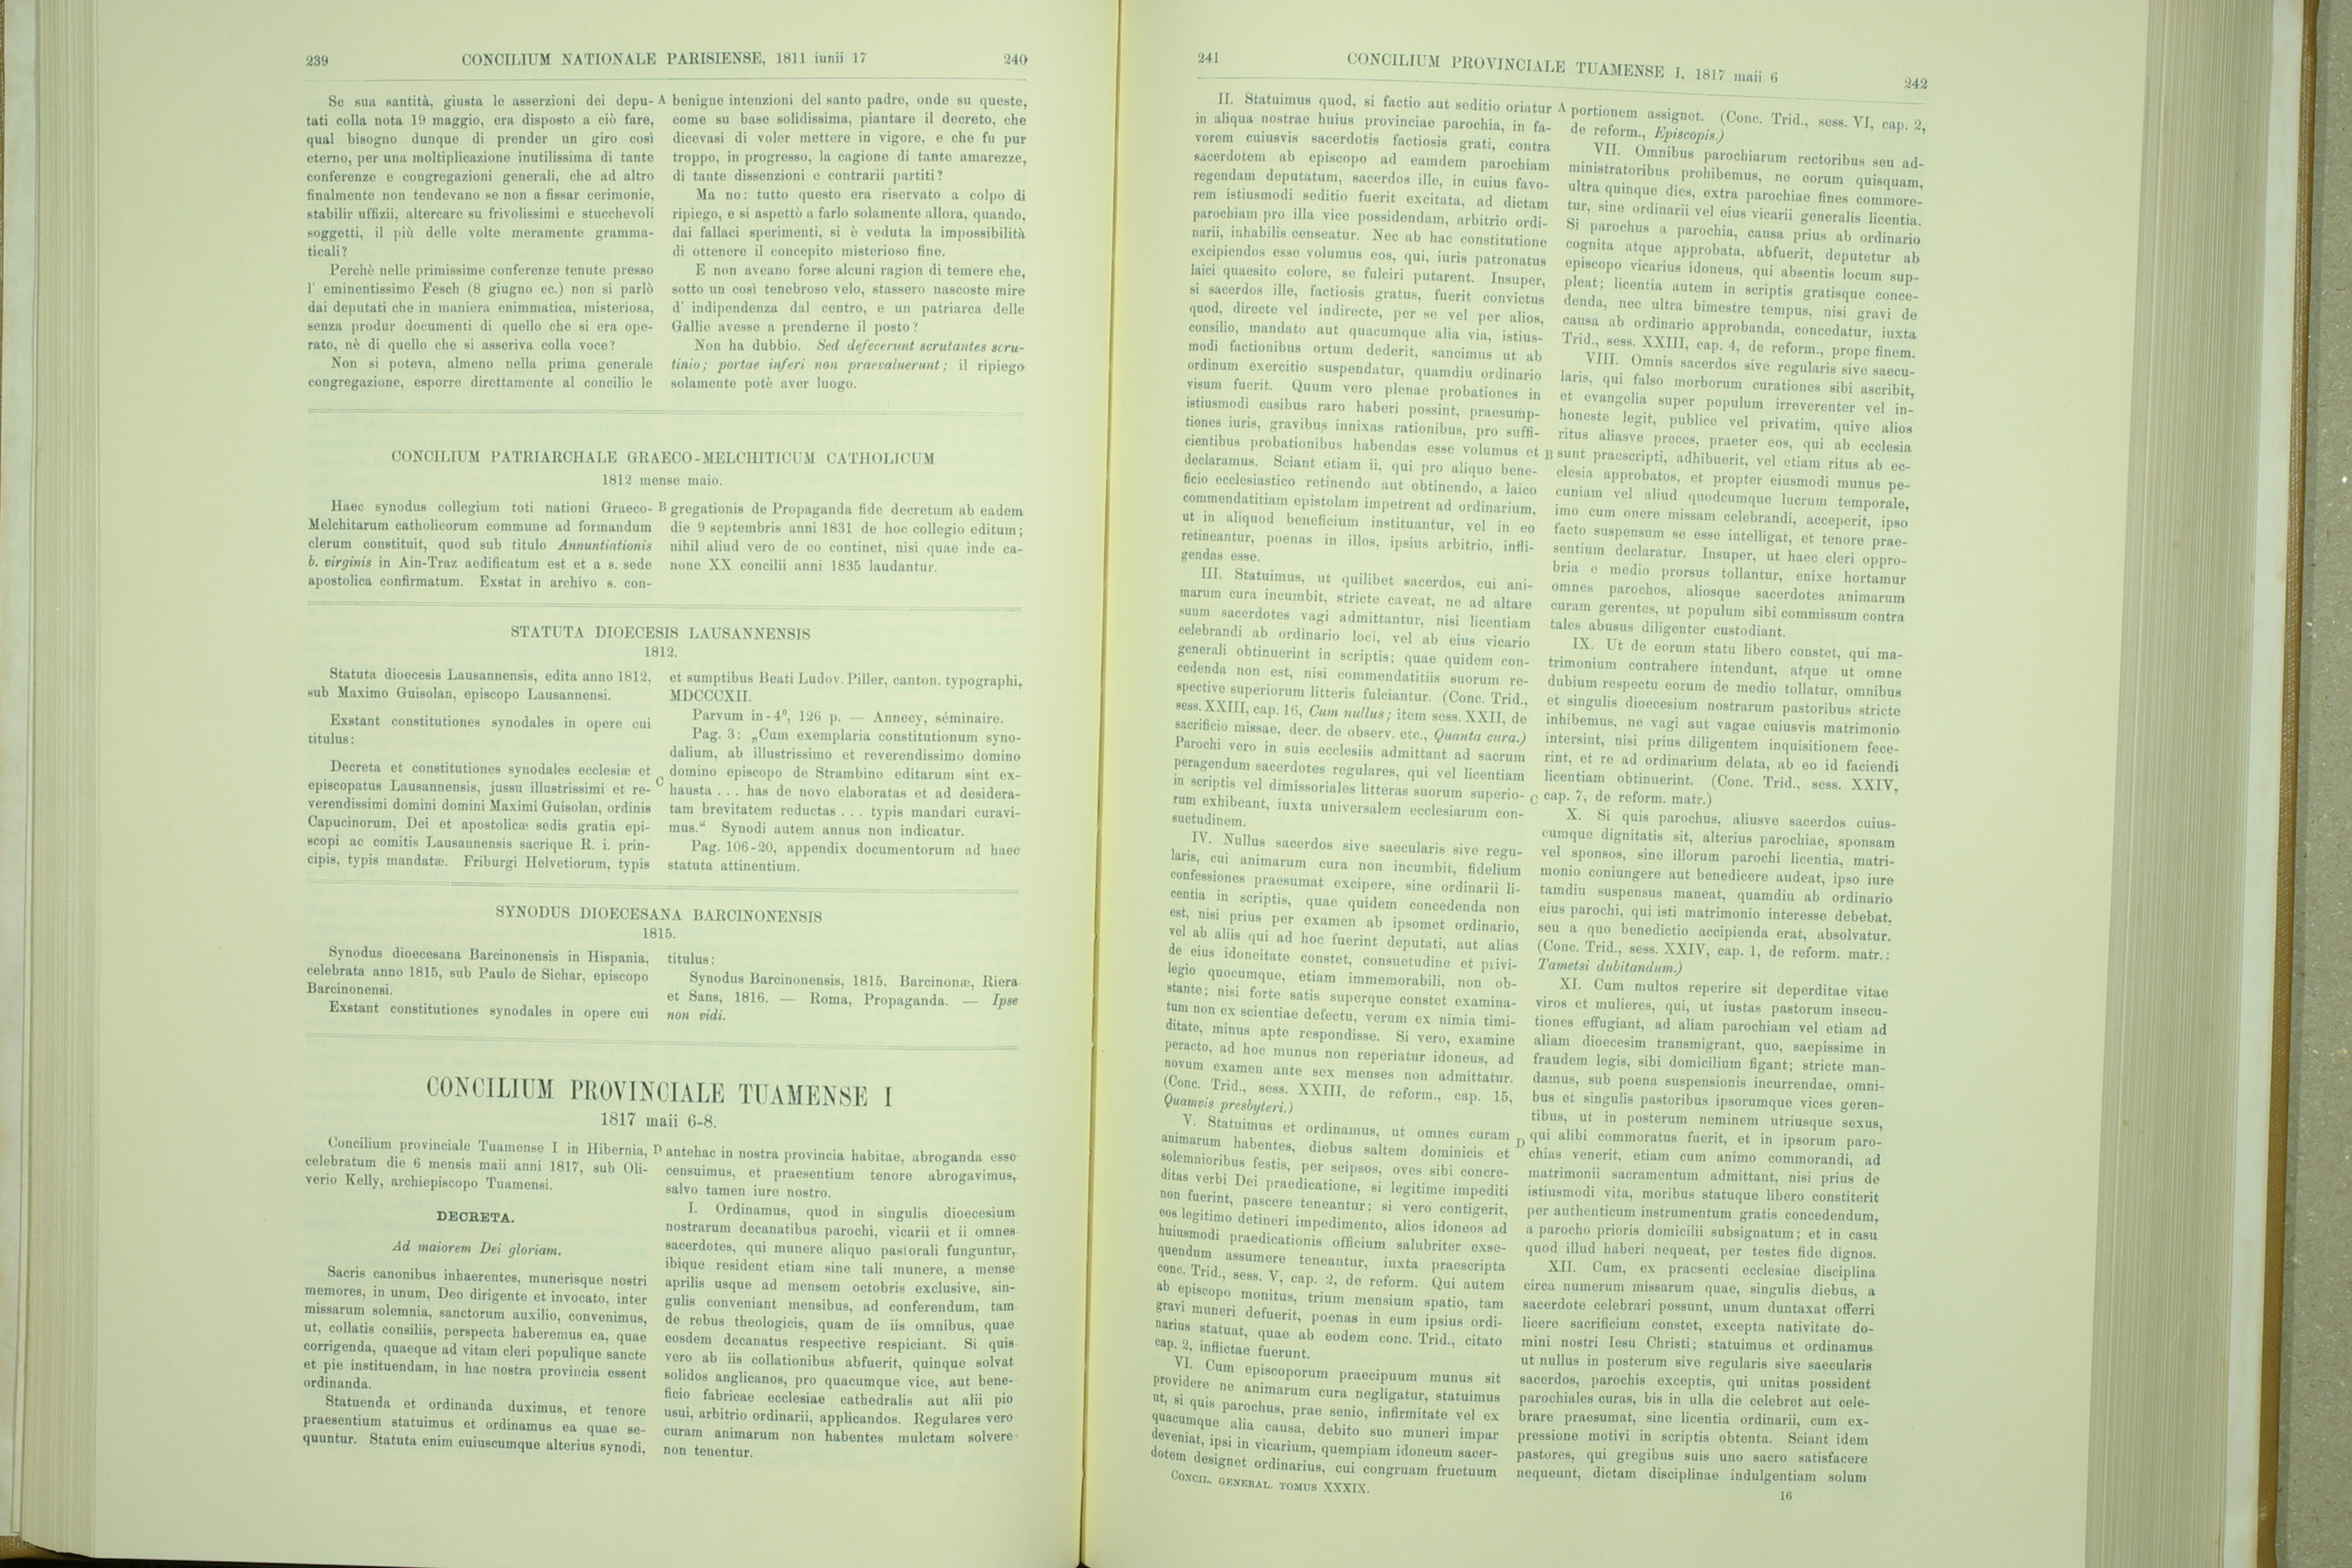 239
CONCILIUM NATIONALE PARISIENSE, 1811 iunii 17
240
Se sua santità, giusta le asserzioni dei depu-
tati colla nota 19 maggio, era disposto a ciò fare,
qual bisogno dunque di prender un giro così
eterno, per una moltiplicazione inutilissima di tante
conferenze e congregazioni generali, che ad altro
finalmente non tendevano se non a fissar cerimonie,
stabilir uffizii, altercare su frivolissimi e stucchevoli
soggetti, il più delle volte meramente gramma-
ticali?
Perchè nelle primissime conferenze tenute presso
l' eminentissimo Fesch (8 giugno ec.) non si parlò
dai deputati che in maniera enimmatica, misteriosa,
senza produr documenti di quello che si era ope-
rato, nè di quello che si asseriva colla voce?
Non si poteva, almeno nella prima generale
congregazione, esporre direttamente al concilio le
A
benigne intenzioni del santo padre, onde su queste,
come su base solidissima, piantare il decreto, che
dicevasi di voler mettere in vigore, e che fu pur
troppo, in progresso, la cagione di tante amarezze,
di tante dissenzioni e contrarii partiti?
Ma no: tutto questo era riservato a colpo di
ripiego, e si aspettò a farlo solamente allora, quando,
dai fallaci sperimenti, si è veduta la impossibilità
di ottenere il concepito misterioso fine.
E non aveano forse alcuni ragion di temere che,
sotto un così tenebroso velo, stassero nascoste mire
d' indipendenza dal centro, e un patriarca delle
Gallie avesse a prenderne il posto?
Non ha dubbio. Sed defecerunt scrutantes scru-
tinio; portae inferi non praevaluerunt; il ripiego
solamente potè aver luogo.
CONCILIUM PATRIARCHALE GRAECO-MELCHITICUM CATHOLICUM
1812 mense maio.
Haec synodus collegium toti nationi Graeco-
Melchitarum catholicorum commune ad formandum
clerum constituit, quod sub titulo Annuntiationis
b. virginis in Ain-Traz aedificatum est et a s. sede
apostolica confirmatum. Exstat in archivo s. con-
B
gregationis de Propaganda fide decretum ab eadem
die 9 septembris anni 1831 de hoc collegio editum;
nihil aliud vero de eo continet, nisi quae inde ca-
none XX concilii anni 1835 laudantur.
STATUTA DIOECESIS LAUSANNENSIS
1812.
Statuta dioecesis Lausannensis, edita anno 1812,
sub Maximo Guisolan, episcopo Lausannensi.
Exstant constitutiones synodales in opere cui
titulus:
Decreta et constitutiones synodales ecclesiæ et
episcopatus Lausannensis, jussu illustrissimi et re-
verendissimi domini domini Maximi Guisolan, ordinis
Capucinorum, Dei et apostolicæ sedis gratia epi-
scopi ac comitis Lausannensis sacrique R. i. prin-
cipis, typis mandatæ. Friburgi Helvetiorum, typis
C
et sumptibus Beati Ludov. Piller, canton. typographi,
MDCCCXII.
Parvum in-4⁰, 126 p. — Annecy, séminaire.
Pag. 3: „Cum exemplaria constitutionum syno-
dalium, ab illustrissimo et reverendissimo domino
domino episcopo de Strambino editarum sint ex-
hausta . . . has de novo elaboratas et ad desidera-
tam brevitatem reductas . . . typis mandari curavi-
mus.“ Synodi autem annus non indicatur.
Pag. 106-20, appendix documentorum ad haec
statuta attinentium.
SYNODUS DIOECESANA BARCINONENSIS
1815.
Synodus dioecesana Barcinonensis in Hispania,
celebrata anno 1815, sub Paulo de Sichar, episcopo
Barcinonensi.
Exstant constitutiones synodales in opere cui
titulus:
Synodus Barcinonensis, 1815. Barcinonæ, Riera
et Sans, 1816. — Roma, Propaganda. — Ipse
non vidi.
CONCILIUM PROVINCIALE TUAMENSE I
1817 maii 6-8.
Concilium provinciale Tuamense I in Hibernia,
celebratum die 6 mensis maii anni 1817, sub Oli-
verio Kelly, archiepiscopo Tuamensi.
DECRETA.
Ad maiorem Dei gloriam.
Sacris canonibus inhaerentes, munerisque nostri
memores, in unum, Deo dirigente et invocato, inter
missarum solemnia, sanctorum auxilio, convenimus,
ut, collatis consiliis, perspecta haberemus ea, quae
corrigenda, quaeque ad vitam cleri populique sancte
et pie instituendam, in hac nostra provincia essent
ordinanda.
Statuenda et ordinanda duximus, et tenore
praesentium statuimus et ordinamus ea quae se-
quuntur. Statuta enim cuiuscumque alterius synodi,
D
antehac in nostra provincia habitae, abroganda esse
censuimus, et praesentium tenore abrogavimus,
salvo tamen iure nostro.
I. Ordinamus, quod in singulis dioecesium
nostrarum decanatibus parochi, vicarii et ii omnes
sacerdotes, qui munere aliquo pastorali funguntur,
ibique resident etiam sine tali munere, a mense
aprilis usque ad mensem octobris exclusive, sin-
gulis conveniant mensibus, ad conferendum, tam
de rebus theologicis, quam de iis omnibus, quae
eosdem decanatus respective respiciant. Si quis
vero ab iis collationibus abfuerit, quinque solvat
solidos anglicanos, pro quacumque vice, aut bene-
ficio fabricae ecclesiae cathedralis aut alii pio
usui, arbitrio ordinarii, applicandos. Regulares vero
curam animarum non habentes mulctam solvere
non tenentur.
241
CONCILIUM PROVINCIALE TUAMENSE I, 1817 maii 6
242
II. Statuimus quod, si factio aut seditio oriatur
in aliqua nostrae huius provinciae parochia, in fa-
vorem cuiusvis sacerdotis factiosis grati, contra
sacerdotem ab episcopo ad eamdem parochiam
regendam deputatum, sacerdos ille, in cuius favo-
rem istiusmodi seditio fuerit excitata, ad dictam
parochiam pro illa vice possidendam, arbitrio ordi-
narii, inhabilis censeatur. Nec ab hac constitutione
excipiendos esse volumus eos, qui, iuris patronatus
laici quaesito colore, se fulciri putarent. Insuper,
si sacerdos ille, factiosis gratus, fuerit convictus
quod, directe vel indirecte, per se vel per alios,
consilio, mandato aut quacumque alia via, istius-
modi factionibus ortum dederit, sancimus ut ab
ordinum exercitio suspendatur, quamdiu ordinario
visum fuerit. Quum vero plenae probationes in
istiusmodi casibus raro haberi possint, praesump-
tiones iuris, gravibus innixas rationibus, pro suffi-
cientibus probationibus habendas esse volumus et
declaramus. Sciant etiam ii, qui pro aliquo bene-
ficio ecclesiastico retinendo aut obtinendo, a laico
commendatitiam epistolam impetrent ad ordinarium,
ut in aliquod beneficium instituantur, vel in eo
retineantur, poenas in illos, ipsius arbitrio, infli-
gendas esse.
III. Statuimus, ut quilibet sacerdos, cui ani-
marum cura incumbit, stricte caveat, ne ad altare
suum sacerdotes vagi admittantur, nisi licentiam
celebrandi ab ordinario loci, vel ab eius vicario
generali obtinuerint in scriptis; quae quidem con-
cedenda non est, nisi commendatitiis suorum re-
spective superiorum litteris fulciantur. (Conc. Trid.,
sess. XXIII, cap. 16, Cum nullus; item sess. XXII, de
sacrificio missae, decr. de observ. etc., Quanta cura.)
Parochi vero in suis ecclesiis admittant ad sacrum
peragendum sacerdotes regulares, qui vel licentiam
in scriptis vel dimissoriales litteras suorum superio-
rum exhibeant, iuxta universalem ecclesiarum con-
suetudinem.
IV. Nullus sacerdos sive saecularis sive regu-
laris, cui animarum cura non incumbit, fidelium
confessiones praesumat excipere, sine ordinarii li-
centia in scriptis, quae quidem concedenda non
est, nisi prius per examen ab ipsomet ordinario,
vel ab aliis qui ad hoc fuerint deputati, aut alias
de eius idoneitate constet, consuetudine et privi-
legio quocumque, etiam immemorabili, non ob-
stante; nisi forte satis superque constet examina-
tum non ex scientiae defectu, verum ex nimia timi-
ditate, minus apte respondisse. Si vero, examine
peracto, ad hoc munus non reperiatur idoneus, ad
novum examen ante sex menses non admittatur.
(Conc. Trid., sess. XXIII, de reform., cap. 15,
Quamvis presbyteri.)
V. Statuimus et ordinamus, ut omnes curam
animarum habentes, diebus saltem dominicis et
solemnioribus festis, per seipsos, oves sibi concre-
ditas verbi Dei praedicatione, si legitime impediti
non fuerint, pascere teneantur; si vero contigerit,
eos legitimo detineri impedimento, alios idoneos ad
huiusmodi praedicationis officium salubriter exse-
quendum assumere teneantur, iuxta praescripta
conc. Trid., sess. V, cap. 2, de reform. Qui autem
ab episcopo monitus, trium mensium spatio, tam
gravi muneri defuerit, poenas in eum ipsius ordi-
narius statuat, quae ab eodem conc. Trid., citato
cap. 2, inflictae fuerunt.
VI. Cum episcoporum praecipuum munus sit
providere ne animarum cura negligatur, statuimus
ut, si quis parochus, prae senio, infirmitate vel ex
quacumque alia causa, debito suo muneri impar
deveniat, ipsi in vicarium, quempiam idoneum sacer-
dotem designet ordinarius, cui congruam fructuum
A
B
C
D
portionem assignet. (Conc. Trid., sess. VI, cap. 2,
de reform., Episcopis.)
VII. Omnibus parochiarum rectoribus seu ad-
ministratoribus prohibemus, ne eorum quisquam,
ultra quinque dies, extra parochiae fines commore-
tur, sine ordinarii vel eius vicarii generalis licentia.
Si parochus a parochia, causa prius ab ordinario
cognita atque approbata, abfuerit, deputetur ab
episcopo vicarius idoneus, qui absentis locum sup-
pleat; licentia autem in scriptis gratisque conce-
denda, nec ultra bimestre tempus, nisi gravi de
causa ab ordinario approbanda, concedatur, iuxta
Trid., sess. XXIII, cap. 4, de reform., prope finem.
VIII. Omnis sacerdos sive regularis sive saecu-
laris, qui falso morborum curationes sibi ascribit,
et evangelia super populum irreverenter vel in-
honeste legit, publice vel privatim, quive alios
ritus aliasve preces, praeter eos, qui ab ecclesia
sunt praescripti, adhibuerit, vel etiam ritus ab ec-
clesia approbatos, et propter eiusmodi munus pe-
cuniam vel aliud quodcumque lucrum temporale,
imo cum onere missam celebrandi, acceperit, ipso
facto suspensum se esse intelligat, et tenore prae-
sentium declaratur. Insuper, ut haec cleri oppro-
bria e medio prorsus tollantur, enixe hortamur
omnes parochos, aliosque sacerdotes animarum
curam gerentes, ut populum sibi commissum contra
tales abusus diligenter custodiant.
IX. Ut de eorum statu libero constet, qui ma-
trimonium contrahere intendunt, atque ut omne
dubium respectu eorum de medio tollatur, omnibus
et singulis dioecesium nostrarum pastoribus stricte
inhibemus, ne vagi aut vagae cuiusvis matrimonio
intersint, nisi prius diligentem inquisitionem fece-
rint, et re ad ordinarium delata, ab eo id faciendi
licentiam obtinuerint. (Conc. Trid., sess. XXIV,
cap. 7, de reform. matr.)
X. Si quis parochus, aliusve sacerdos cuius-
cumque dignitatis sit, alterius parochiae, sponsam
vel sponsos, sine illorum parochi licentia, matri-
monio coniungere aut benedicere audeat, ipso iure
tamdiu suspensus maneat, quamdiu ab ordinario
eius parochi, qui isti matrimonio interesse debebat,
seu a quo benedictio accipienda erat, absolvatur.
(Conc. Trid., sess. XXIV, cap. 1, de reform. matr.:
Tametsi dubitandum.)
XI. Cum multos reperire sit deperditae vitae
viros et mulieres, qui, ut iustas pastorum insecu-
tiones effugiant, ad aliam parochiam vel etiam ad
aliam dioecesim transmigrant, quo, saepissime in
fraudem legis, sibi domicilium figant; stricte man-
damus, sub poena suspensionis incurrendae, omni-
bus et singulis pastoribus ipsorumque vices geren-
tibus, ut in posterum neminem utriusque sexus,
qui alibi commoratus fuerit, et in ipsorum paro-
chias venerit, etiam cum animo commorandi, ad
matrimonii sacramentum admittant, nisi prius de
istiusmodi vita, moribus statuque libero constiterit
per authenticum instrumentum gratis concedendum,
a parocho prioris domicilii subsignatum; et in casu
quod illud haberi nequeat, per testes fide dignos.
XII. Cum, ex praesenti ecclesiae disciplina
circa numerum missarum quae, singulis diebus, a
sacerdote celebrari possunt, unum duntaxat offerri
licere sacrificium constet, excepta nativitate do-
mini nostri Iesu Christi; statuimus et ordinamus
ut nullus in posterum sive regularis sive saecularis
sacerdos, parochis exceptis, qui unitas possident
parochiales curas, bis in ulla die celebret aut cele-
brare praesumat, sine licentia ordinarii, cum ex-
pressione motivi in scriptis obtenta. Sciant idem
pastores, qui gregibus suis uno sacro satisfacere
nequeunt, dictam disciplinae indulgentiam solum
CONCIL. GENERAL. TOMUS XXXIX.
16